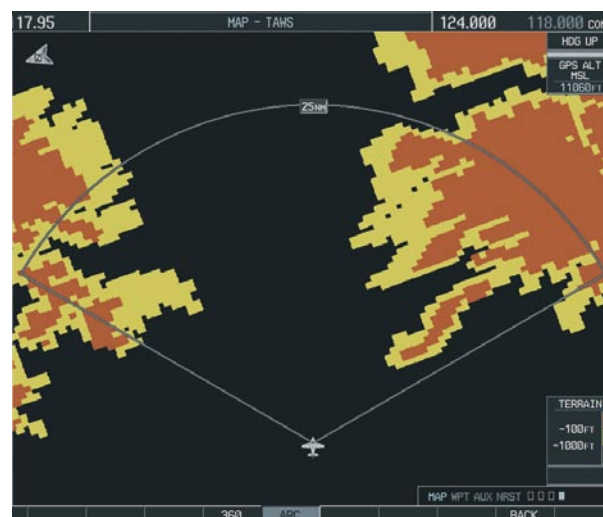 17.95 MAP - TAWS 124.000 118.000 COM
HDG UP
N
GPS ALT
MSL
11060FT
25NM
TERRAIN
-100FT
-1000FT
MAP WPT AUX NRST
360 ARC BACK